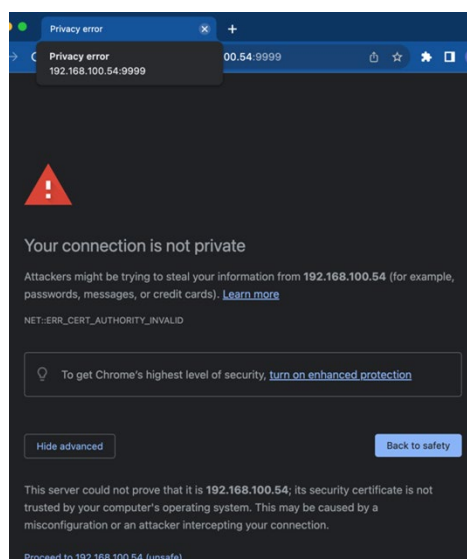 Privacy error
Privacy error
192.168.100.54:9999
00.54:9999
Your connection is not private
Attackers might be trying to steal your information from 192.168.100.54 (for example,
passwords, messages, or credit cards). Learn more
NET::ERR_CERT_AUTHORITY_INVALID
To get Chrome's highest level of security, turn on enhanced protection
Hide advanced
Back to safety
This server could not prove that it is 192.168.100.54; its security certificate is not
trusted by your computer's operating system. This may be caused by a
misconfiguration or an attacker intercepting your connection.
Proceed to 192.168.100.54 (unsafe)